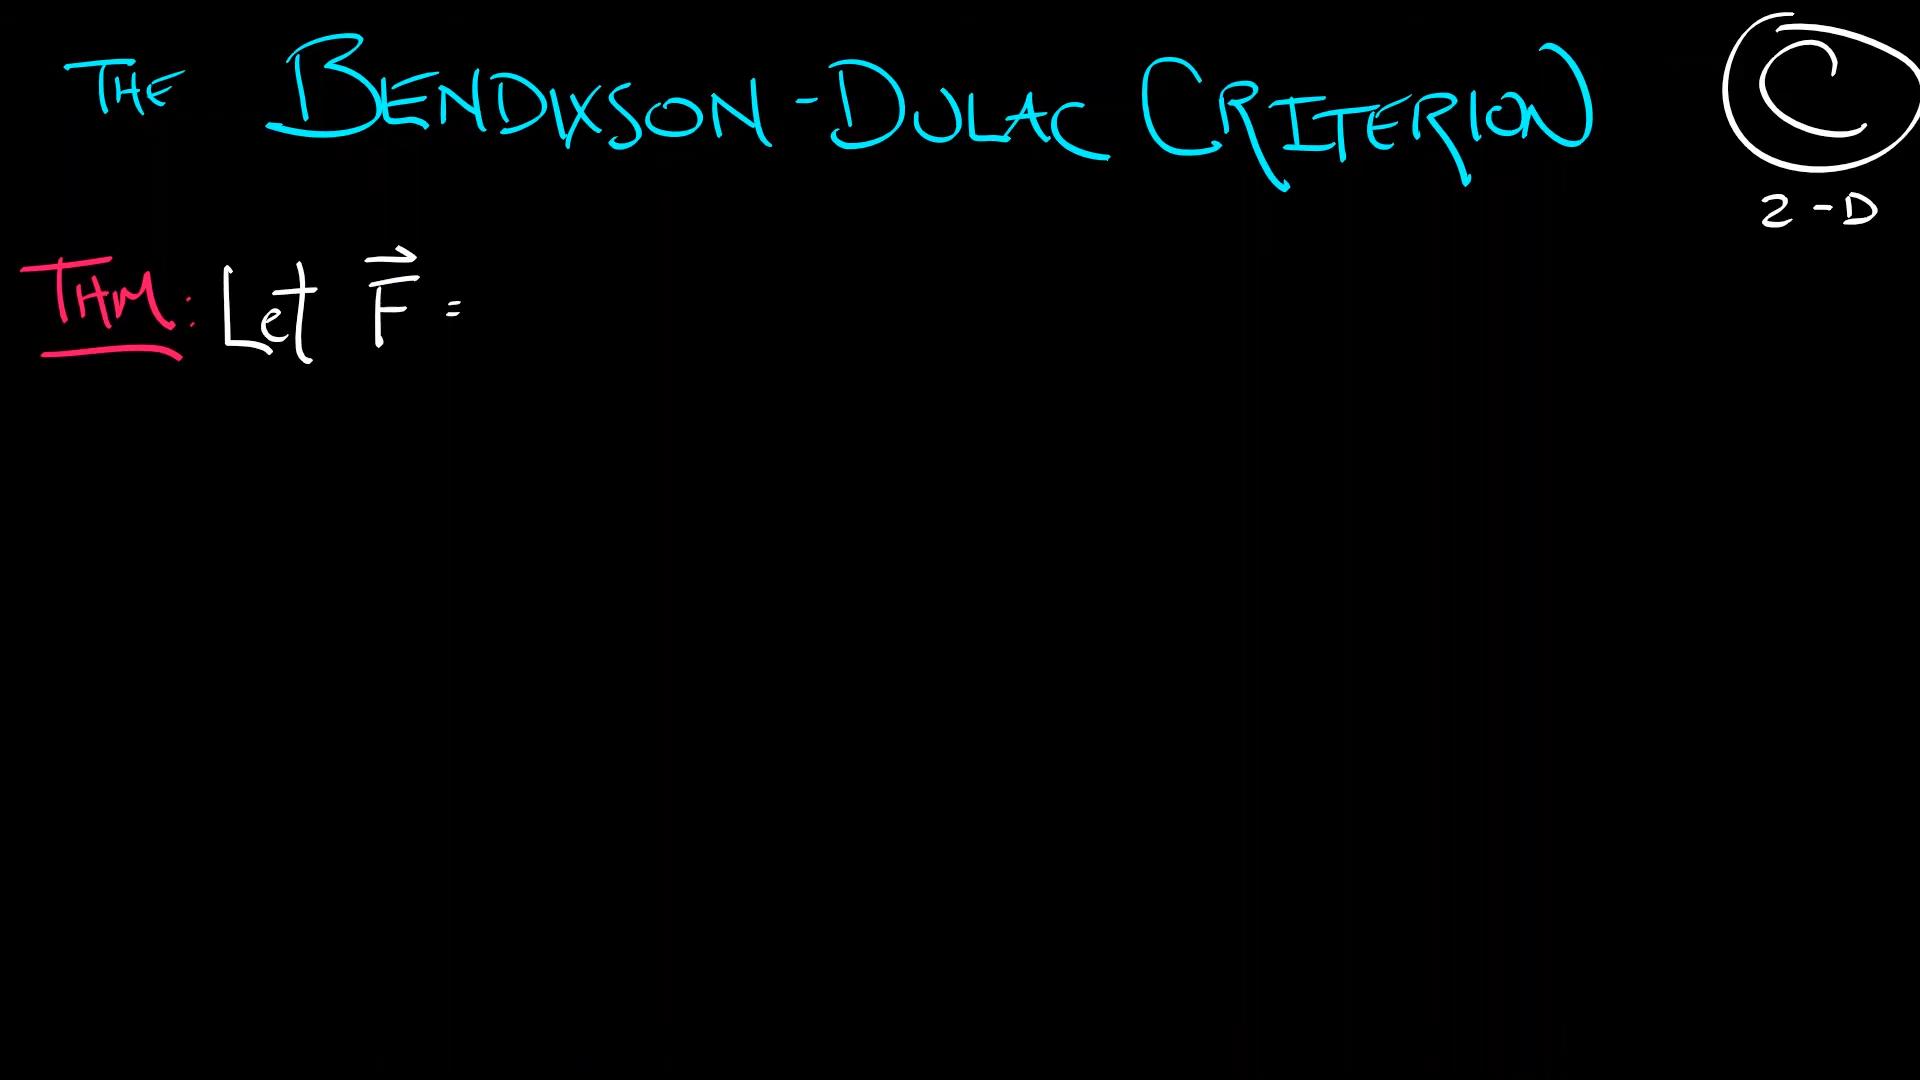 THE BENDIXSON-DULAC CRITERION
C
2-D
THM: Let F⃗ =